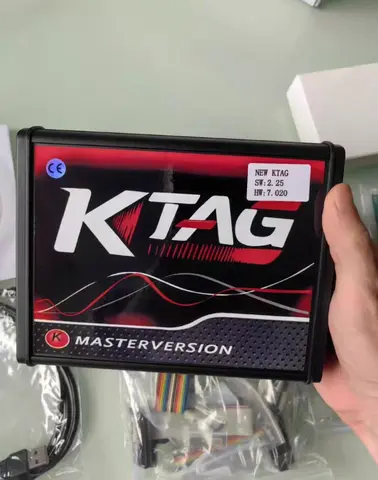 CE
NEW KTAG
SW:2.25
HW:7.020
KTAG
K MASTERVERSION